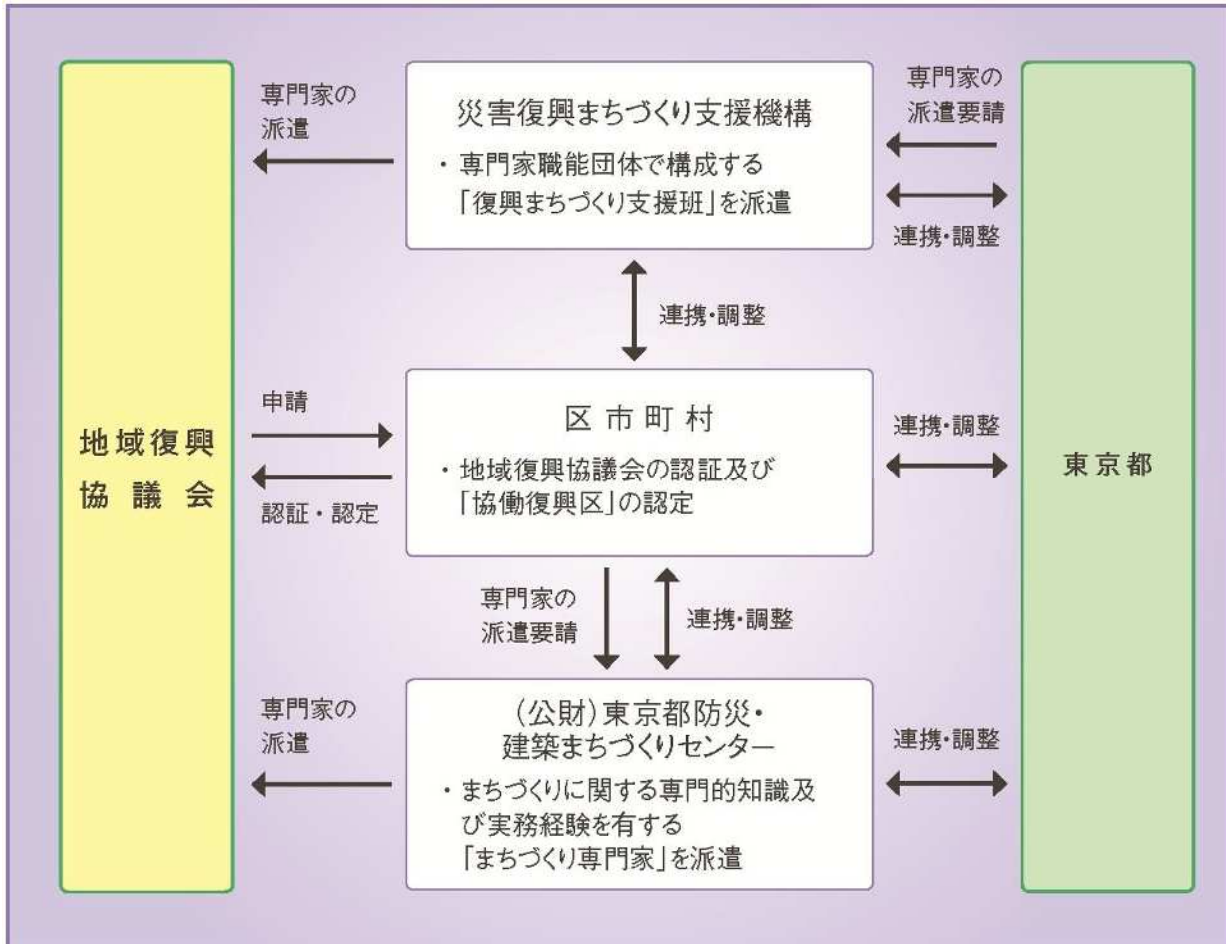 専門家の
派遣
災害復興まちづくり支援機構
・専門家職能団体で構成する
「復興まちづくり支援班」を派遣
専門家の
派遣要請
連携・調整
連携・調整
地域復興
協議会
申請
認証・認定
区市町村
・地域復興協議会の認証及び
「協働復興区」の認定
連携・調整
東京都
専門家の
派遣要請
連携・調整
専門家の
派遣
（公財）東京都防災・
建築まちづくりセンター
・まちづくりに関する専門的知識及
び実務経験を有する
「まちづくり専門家」を派遣
連携・調整